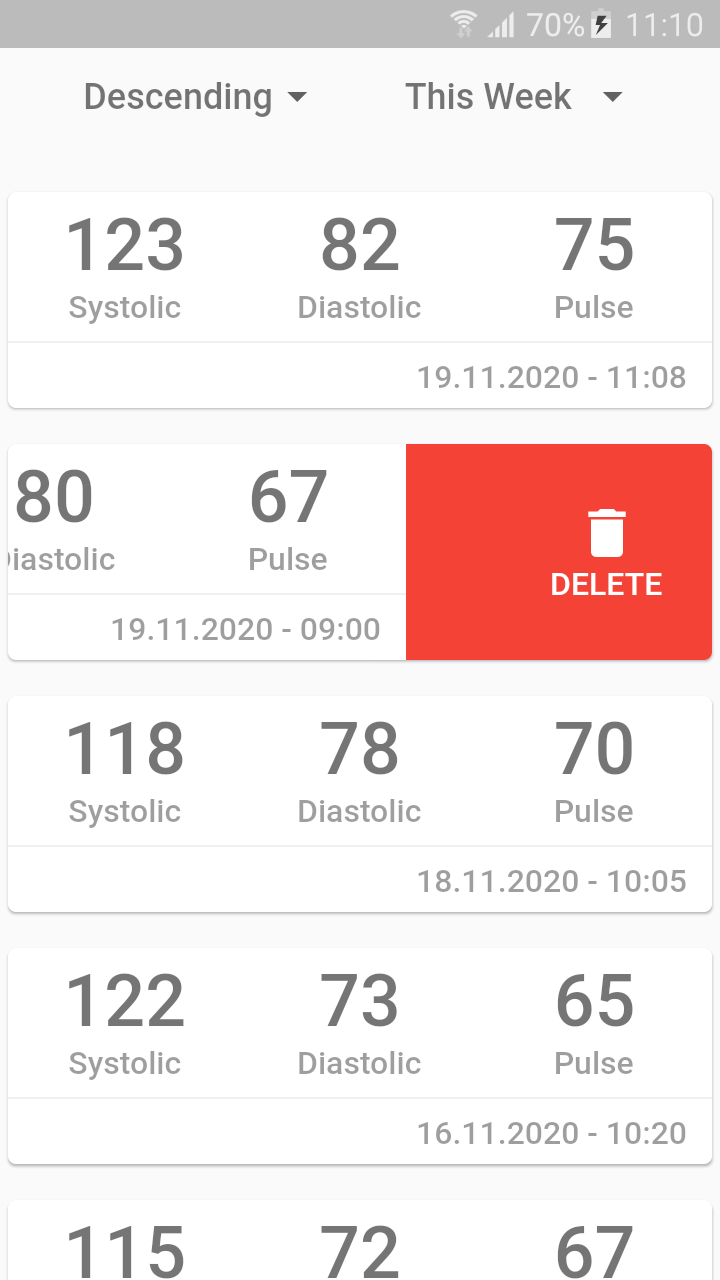 70% 11:10
Descending This Week
123 82 75
Systolic Diastolic Pulse
19.11.2020 - 11:08
80 67
iastolic Pulse
DELETE
19.11.2020 - 09:00
118 78 70
Systolic Diastolic Pulse
18.11.2020 - 10:05
122 73 65
Systolic Diastolic Pulse
16.11.2020 - 10:20
115 72 67